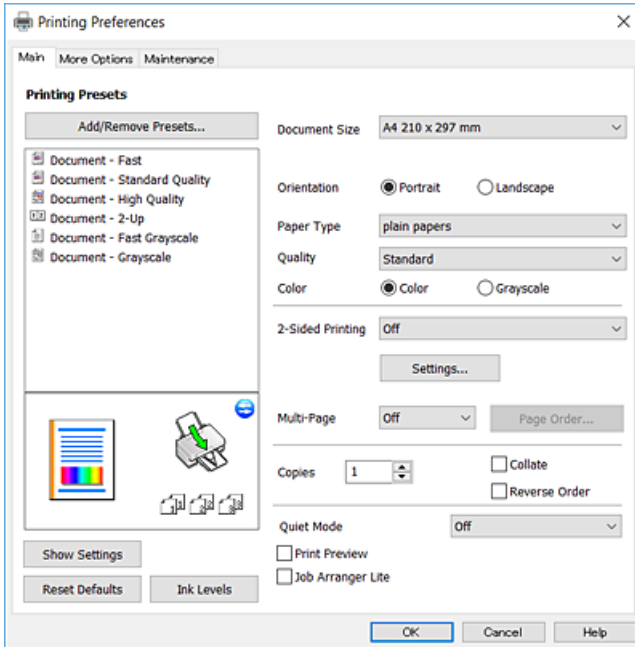 Printing Preferences
Main More Options Maintenance
Printing Presets
Add/Remove Presets...
Document - Fast
Document - Standard Quality
Document - High Quality
Document - 2-Up
Document - Fast Grayscale
Document - Grayscale
Show Settings
Reset Defaults Ink Levels
Document Size A4 210 x 297 mm
Orientation Portrait Landscape
Paper Type plain papers
Quality Standard
Color Color Grayscale
2-Sided Printing Off
Settings...
Multi-Page Off Page Order...
Copies 1 Collate
Reverse Order
Quiet Mode Off
Print Preview
Job Arranger Lite
OK Cancel Help